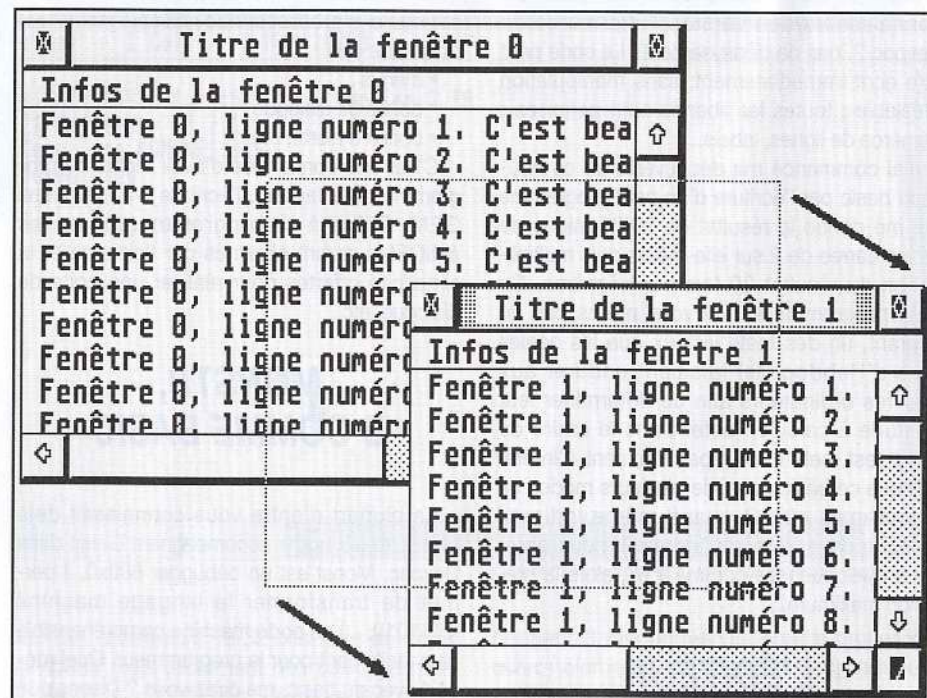 Titre de la fenêtre 0
Infos de la fenêtre 0
Fenêtre 0, ligne numéro 1. C'est bea
Fenêtre 0, ligne numéro 2. C'est bea
Fenêtre 0, ligne numéro 3. C'est bea
Fenêtre 0, ligne numéro 4. C'est bea
Fenêtre 0, ligne numéro 5. C'est bea
Fenêtre 0, ligne numéro
Fenêtre 0, ligne numéro
Fenêtre 0, ligne numéro
Fenêtre 0, ligne numéro
Fenêtre 0, ligne numéro
Titre de la fenêtre 1
Infos de la fenêtre 1
Fenêtre 1, ligne numéro 1.
Fenêtre 1, ligne numéro 2.
Fenêtre 1, ligne numéro 3.
Fenêtre 1, ligne numéro 4.
Fenêtre 1, ligne numéro 5.
Fenêtre 1, ligne numéro 6.
Fenêtre 1, ligne numéro 7.
Fenêtre 1, ligne numéro 8.